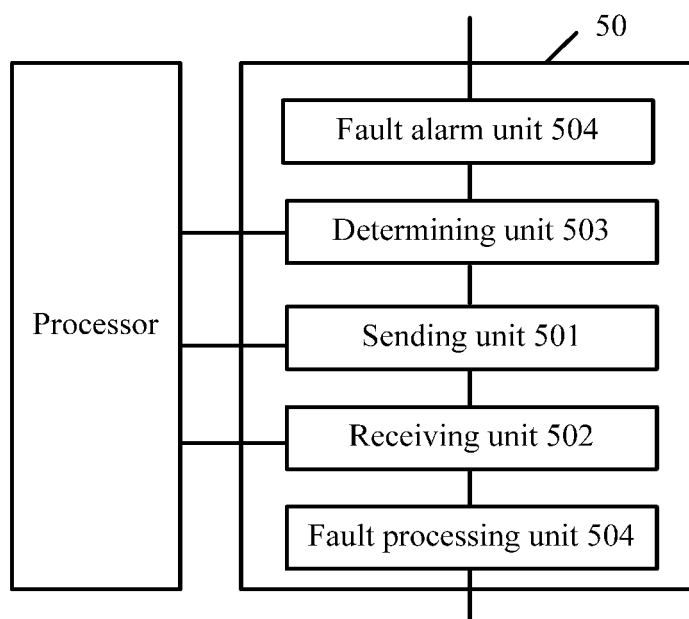 50
Fault alarm unit 504
Determining unit 503
Processor
Sending unit 501
Receiving unit 502
Fault processing unit 504